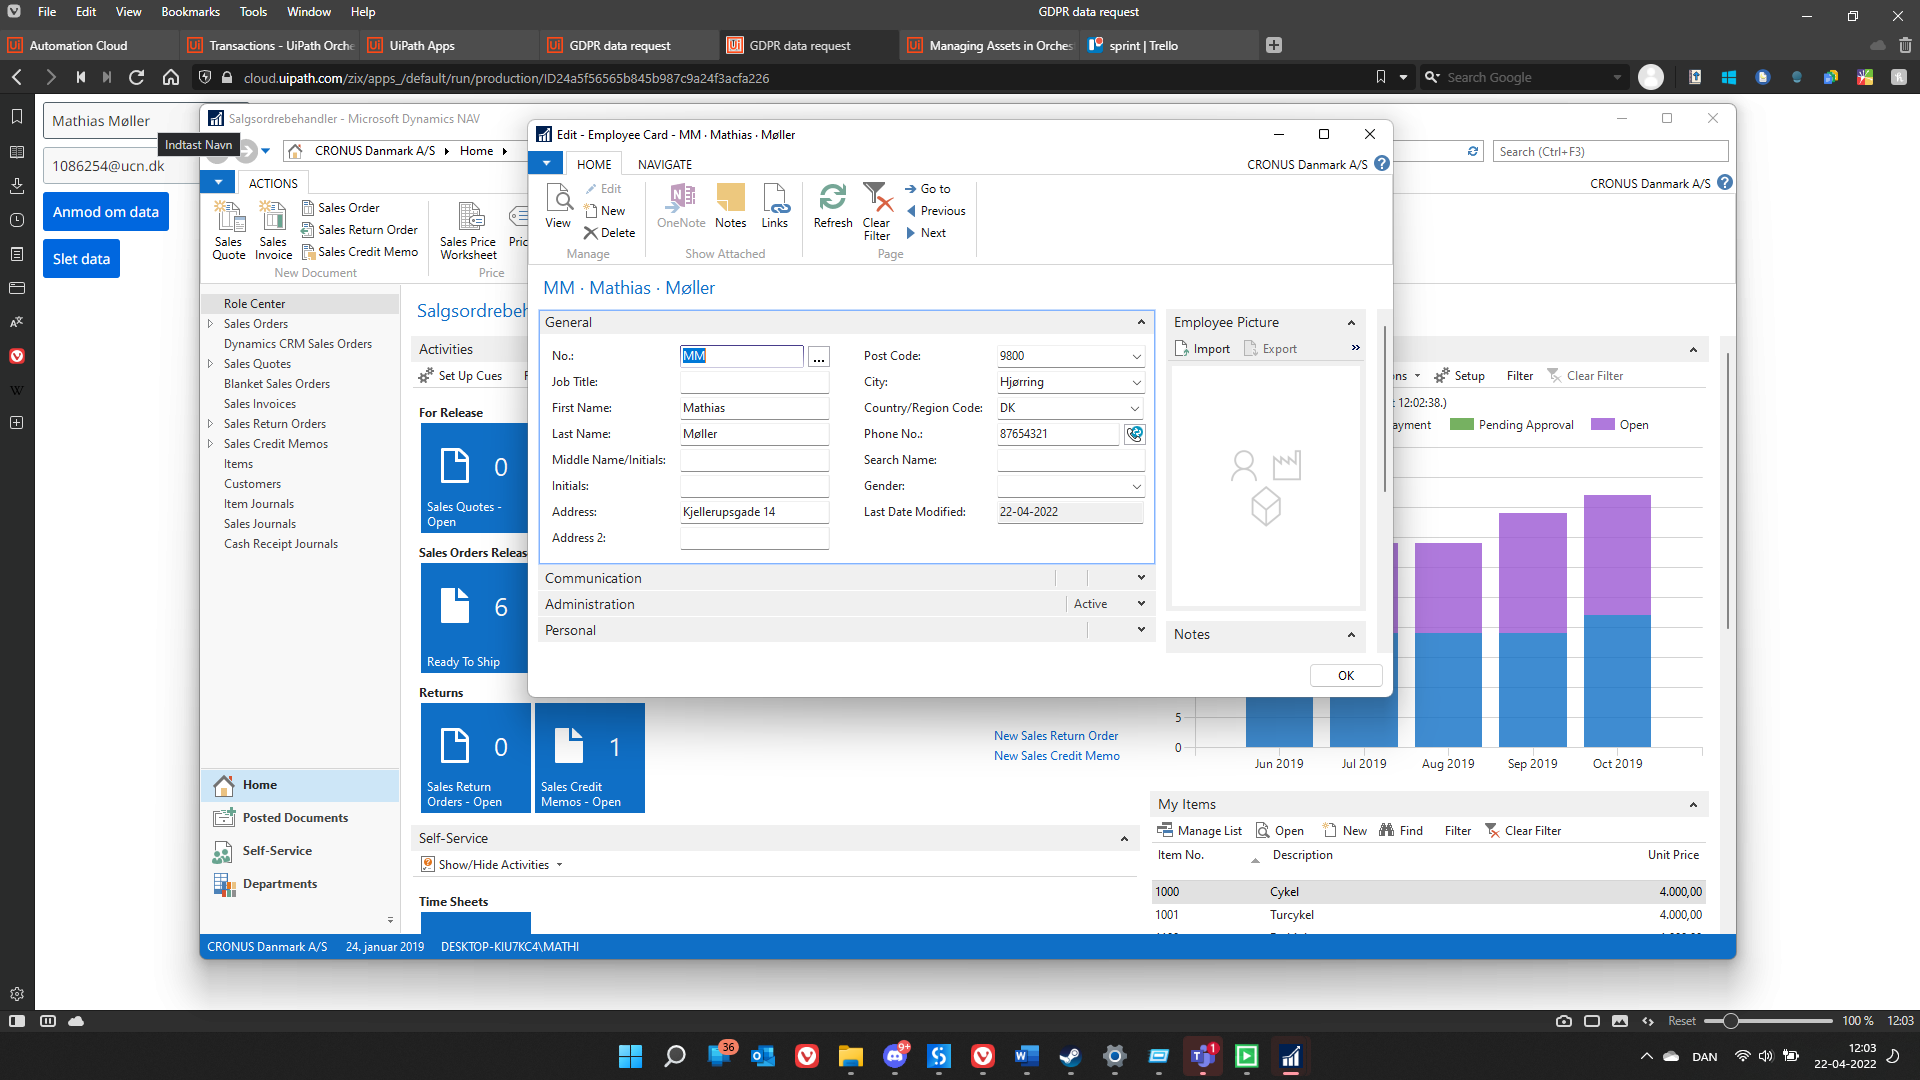 File Edit View Bookmarks Tools Window Help
GDPR data request
Automation Cloud
Transactions - UiPath Orche
UiPath Apps
GDPR data request
GDPR data request
Managing Assets in Orches
sprint | Trello
cloud.uipath.com/zix/apps_/default/run/production/ID24a5f56565b845b987c9a24f3acfa226
Search Google
Mathias Møller
Indtast Navn
1086254@ucn.dk
Anmod om data
Slet data
Salgsordrebehandler - Microsoft Dynamics NAV
CRONUS Danmark A/S Home
Search (Ctrl+F3)
ACTIONS
CRONUS Danmark A/S
Sales Quote
Sales Invoice
Sales Order
Sales Return Order
Sales Credit Memo
New Document
Sales Price Worksheet
Pric
Price
Role Center
Sales Orders
Dynamics CRM Sales Orders
Sales Quotes
Blanket Sales Orders
Sales Invoices
Sales Return Orders
Sales Credit Memos
Items
Customers
Item Journals
Sales Journals
Cash Receipt Journals
Home
Posted Documents
Self-Service
Departments
Salgsordrebeh
Activities
Set Up Cues
For Release
0
Sales Quotes - Open
Sales Orders Release
6
Ready To Ship
Returns
0
Sales Return Orders - Open
1
Sales Credit Memos - Open
New Sales Return Order
New Sales Credit Memo
Self-Service
Show/Hide Activities
Time Sheets
Edit - Employee Card - MM · Mathias · Møller
HOME NAVIGATE
CRONUS Danmark A/S
View
Edit
New
Delete
Manage
OneNote
Notes
Links
Show Attached
Refresh
Clear Filter
Go to
Previous
Next
Page
MM · Mathias · Møller
General
No.: MM ...
Job Title:
First Name: Mathias
Last Name: Møller
Middle Name/Initials:
Initials:
Address: Kjellerupsgade 14
Address 2:
Post Code: 9800
City: Hjørring
Country/Region Code: DK
Phone No.: 87654321
Search Name:
Gender:
Last Date Modified: 22-04-2022
Communication
Administration Active
Personal
Employee Picture
Import Export
Notes
OK
ons Setup Filter Clear Filter
t 12:02:38.)
ayment Pending Approval Open
5
0
Jun 2019 Jul 2019 Aug 2019 Sep 2019 Oct 2019
My Items
Manage List Open New Find Filter Clear Filter
Item No. Description Unit Price
1000 Cykel 4.000,00
1001 Turcykel 4.000,00
CRONUS Danmark A/S 24. januar 2019 DESKTOP-KIU7KC4\MATHI
Reset 100 % 12:03
36
9+
1
DAN
12:03
22-04-2022